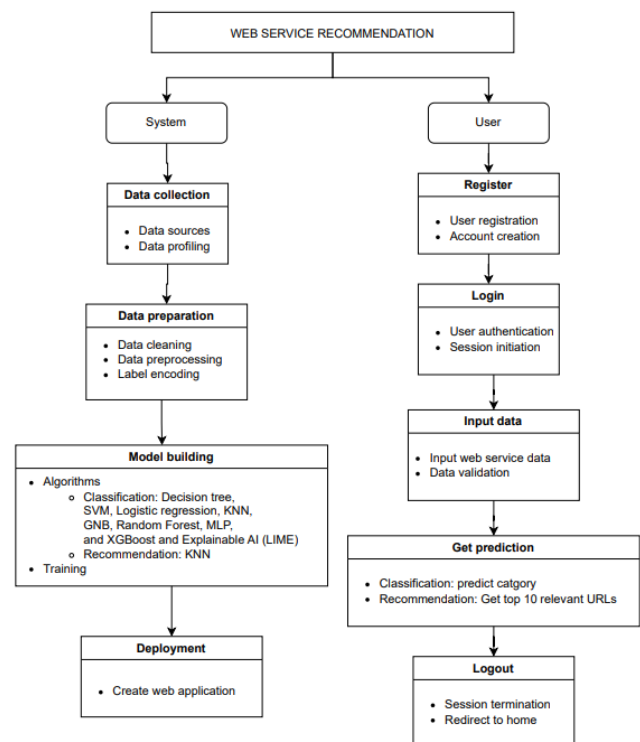 WEB SERVICE RECOMMENDATION
System
User
Data collection
• Data sources
• Data profiling
Register
• User registration
• Account creation
Data preparation
• Data cleaning
• Data preprocessing
• Label encoding
Login
• User authentication
• Session initiation
Model building
• Algorithms
o Classification: Decision tree,
SVM, Logistic regression, KNN,
GNB, Random Forest, MLP,
and XGBoost and Explainable AI (LIME)
o Recommendation: KNN
• Training
Input data
• Input web service data
• Data validation
Get prediction
• Classification: predict catgory
• Recommendation: Get top 10 relevant URLs
Deployment
• Create web application
Logout
• Session termination
• Redirect to home